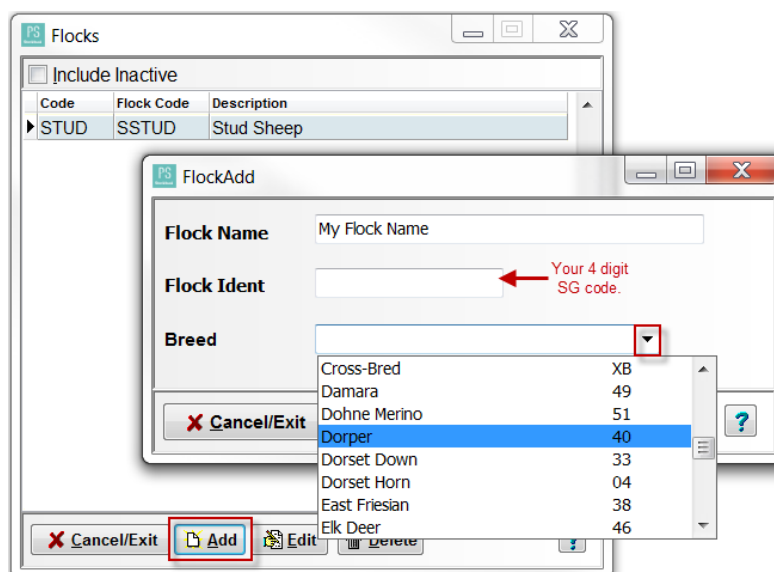 PS
Flocks
Include Inactive
Code Flock Code Description
STUD SSTUD Stud Sheep
PS
FlockAdd
Flock Name My Flock Name
Flock Ident
Your 4 digit
SG code.
Breed
Cross-Bred XB
Damara 49
Dohne Merino 51
Dorper 40
Dorset Down 33
Dorset Horn 04
East Friesian 38
Elk Deer 46
Cancel/Exit
?
Cancel/Exit Add Edit Delete ?